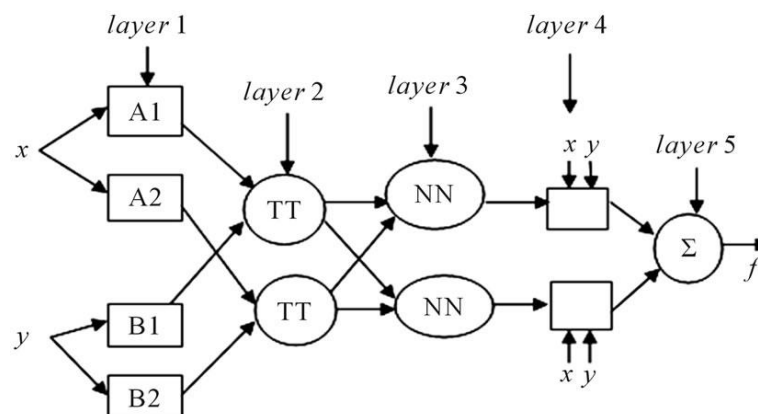 layer 1
layer 2
layer 3
layer 4
layer 5
x
A1
A2
y
B1
B2
TT
TT
NN
NN
x y
x y
Σ
f